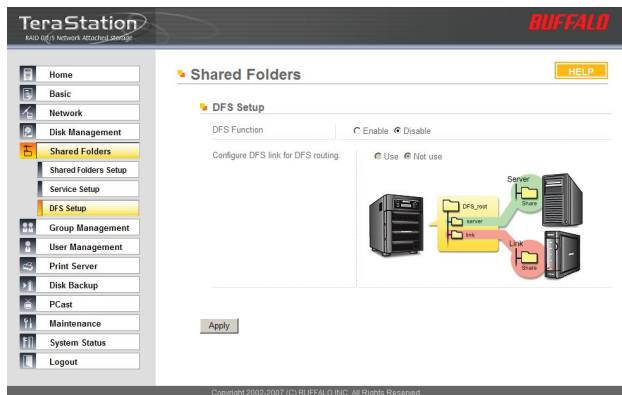 TeraStation
RAID 0/1/5 Network Attached Storage
BUFFALO
Home
Basic
Network
Disk Management
Shared Folders
Shared Folders Setup
Service Setup
DFS Setup
Group Management
User Management
Print Server
Disk Backup
PCast
Maintenance
System Status
Logout
Shared Folders
HELP
DFS Setup
DFS Function
Enable Disable
Configure DFS link for DFS routing.
Use Not use
Server
Share
DFS_root
server
link
Link
Share
Apply
Copyright 2002-2007 (C) BUFFALO INC. All Rights Reserved